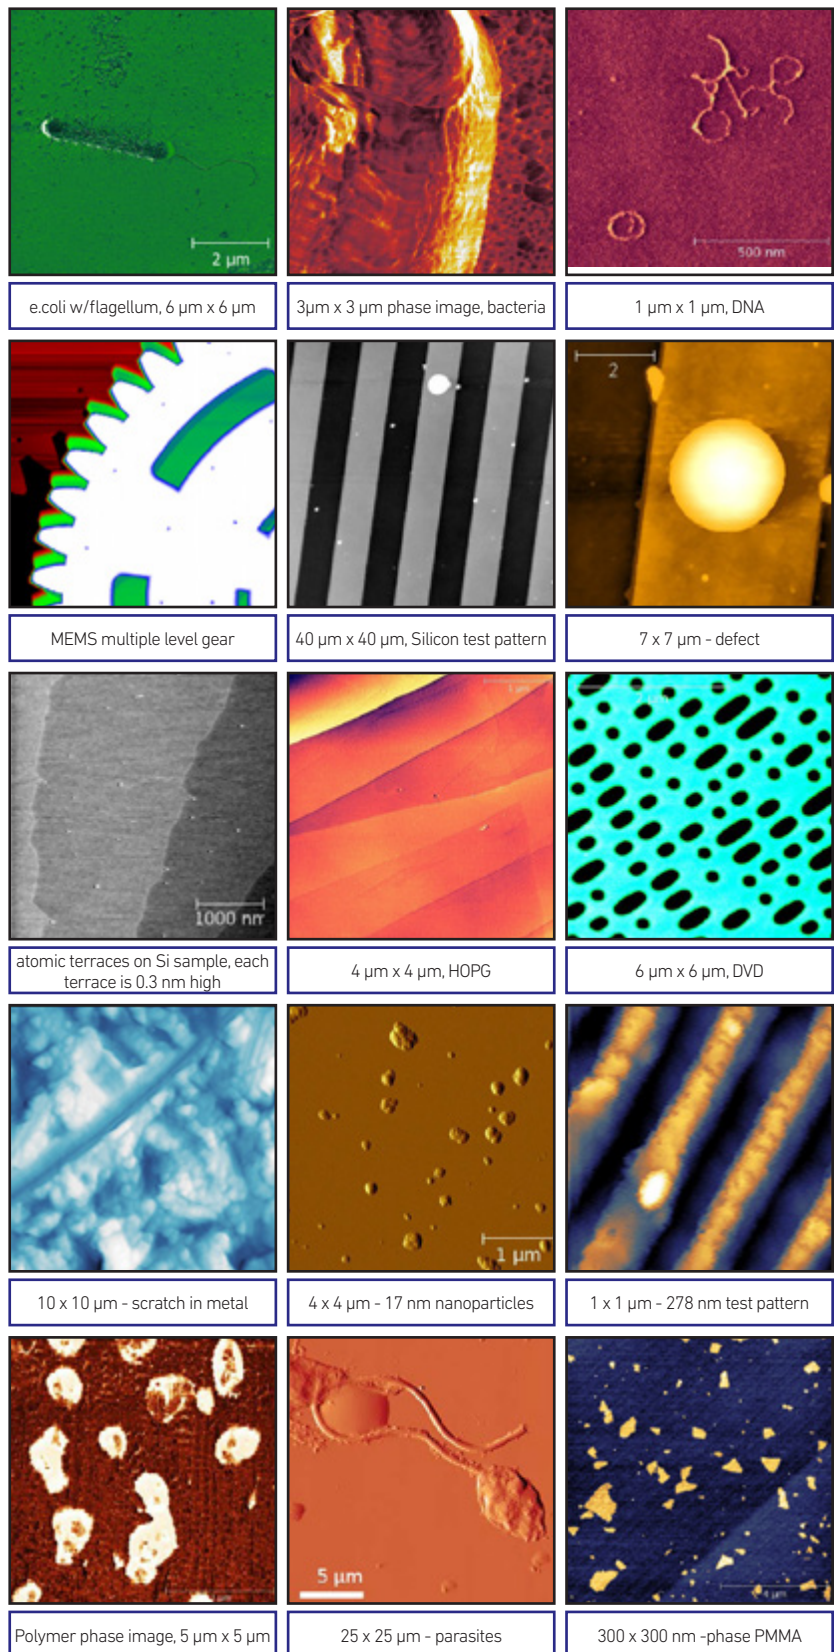 2 µm
500 nm
e.coli w/flagellum, 6 µm x 6 µm
3µm x 3 µm phase image, bacteria
1 µm x 1 µm, DNA
2
MEMS multiple level gear
40 µm x 40 µm, Silicon test pattern
7 x 7 µm - defect
1000 nm
atomic terraces on Si sample, each
terrace is 0.3 nm high
4 µm x 4 µm, HOPG
6 µm x 6 µm, DVD
1 µm
10 x 10 µm - scratch in metal
4 x 4 µm - 17 nm nanoparticles
1 x 1 µm - 278 nm test pattern
5 µm
Polymer phase image, 5 µm x 5 µm
25 x 25 µm - parasites
300 x 300 nm -phase PMMA